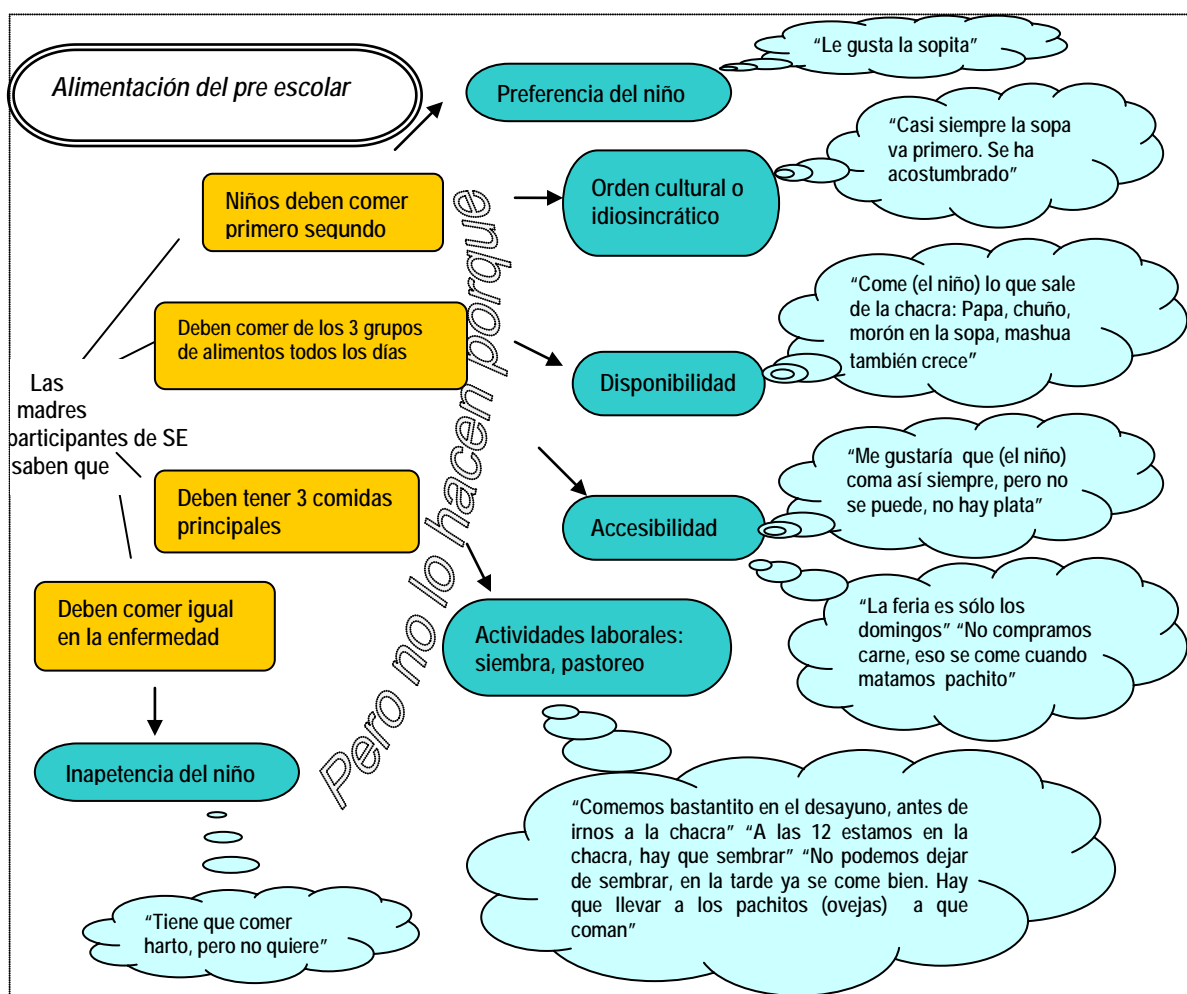 Alimentación del pre escolar
Preferencia del niño
“Le gusta la sopita”
Niños deben comer
primero segundo
Orden cultural o
idiosincrático
“Casi siempre la sopa
va primero. Se ha
acostumbrado”
Deben comer de los 3 grupos
de alimentos todos los días
Disponibilidad
“Come (el niño) lo que sale
de la chacra: Papa, chuño,
morón en la sopa, mashua
también crece”
Las
madres
participantes de SE
saben que
Pero no lo hacen porque
Deben tener 3 comidas
principales
Accesibilidad
“Me gustaría que (el niño)
coma así siempre, pero no
se puede, no hay plata”
“La feria es sólo los
domingos” “No compramos
carne, eso se come cuando
matamos pachito”
Deben comer igual
en la enfermedad
Actividades laborales:
siembra, pastoreo
Inapetencia del niño
“Comemos bastantito en el desayuno, antes de
irnos a la chacra” “A las 12 estamos en la
chacra, hay que sembrar” “No podemos dejar
de sembrar, en la tarde ya se come bien. Hay
que llevar a los pachitos (ovejas) a que
coman”
“Tiene que comer
harto, pero no quiere”